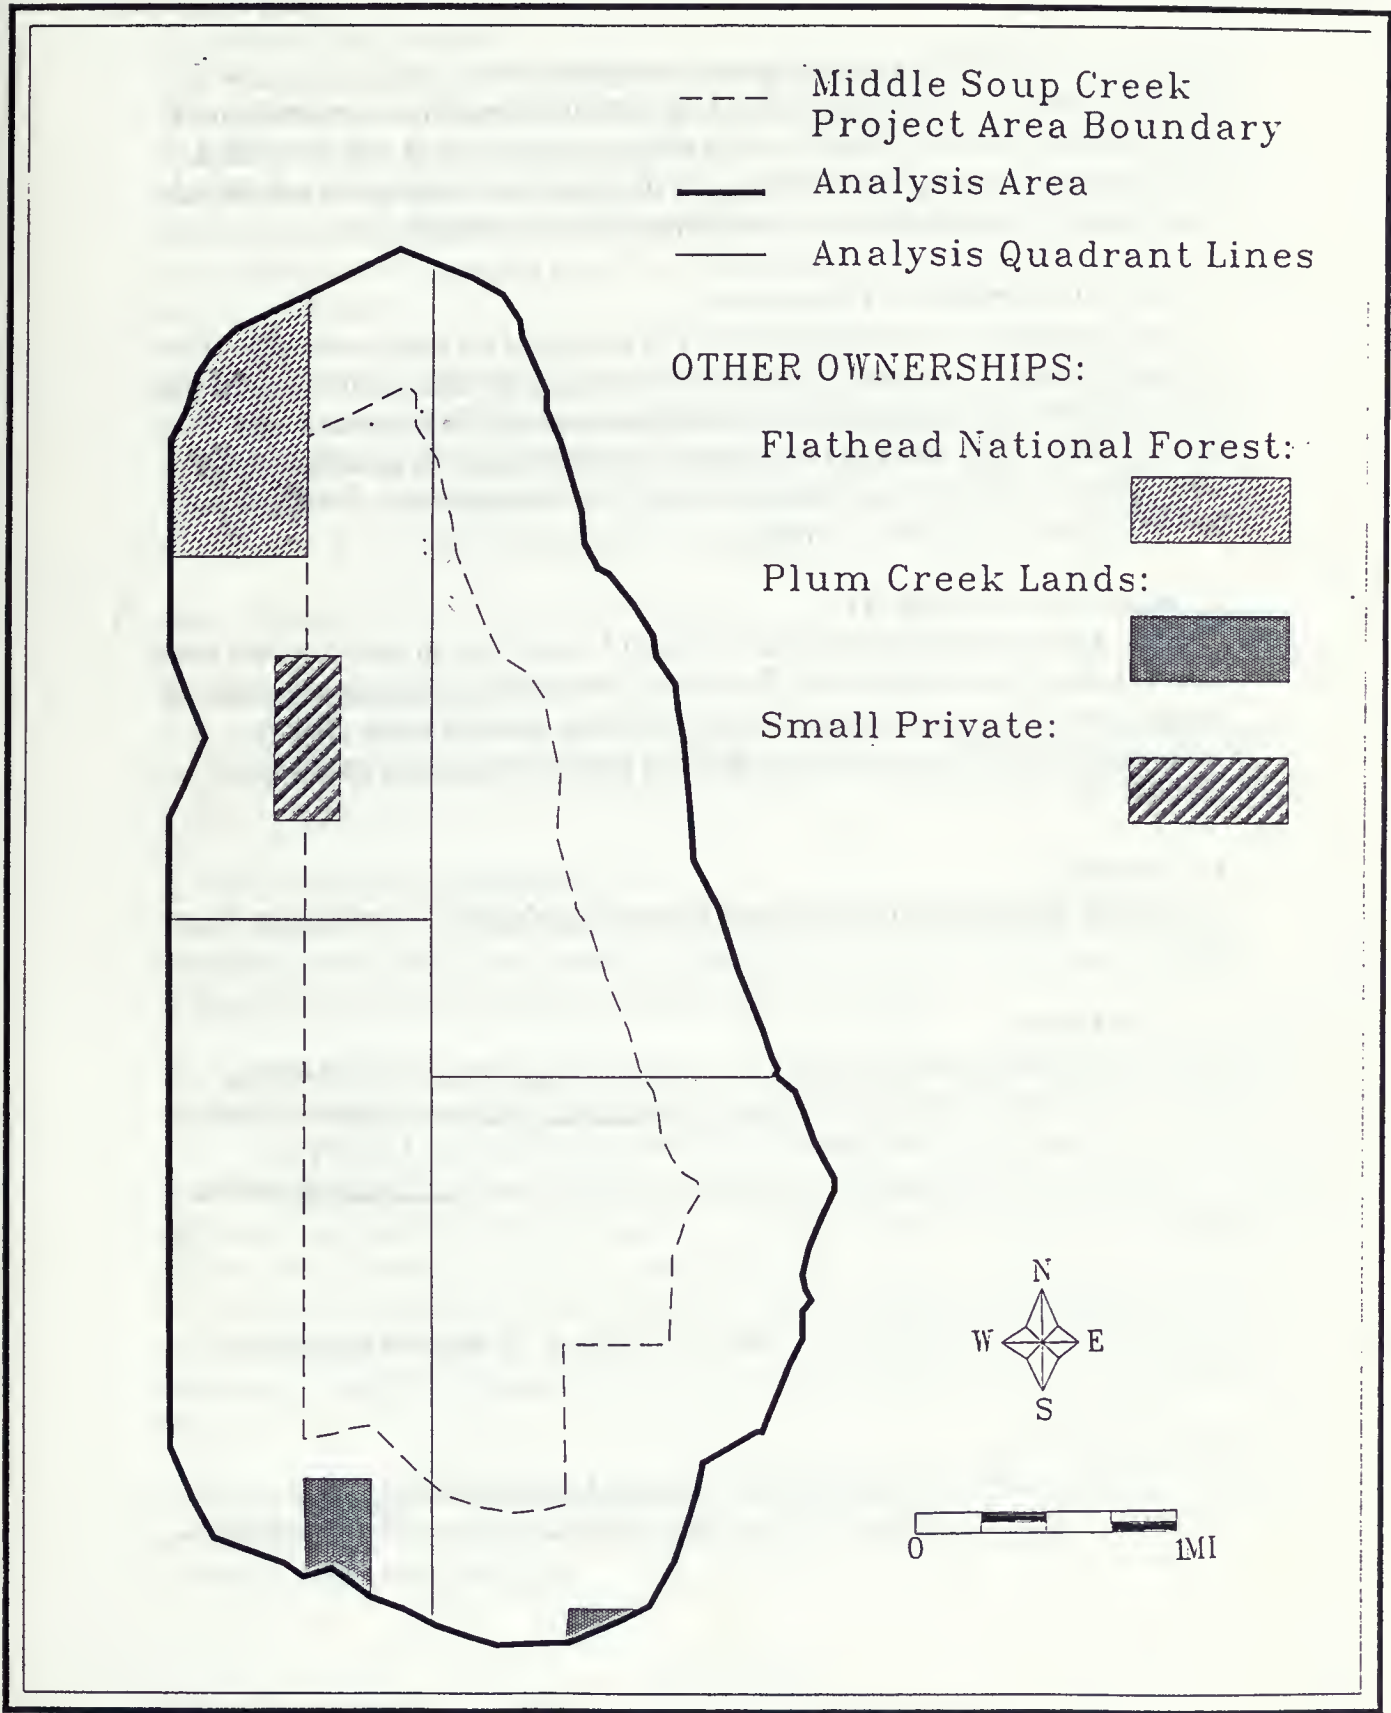 Middle Soup Creek
Project Area Boundary
Analysis Area
Analysis Quadrant Lines
OTHER OWNERSHIPS:
Flathead National Forest:
Plum Creek Lands:
Small Private:
N
W E
S
0 1MI